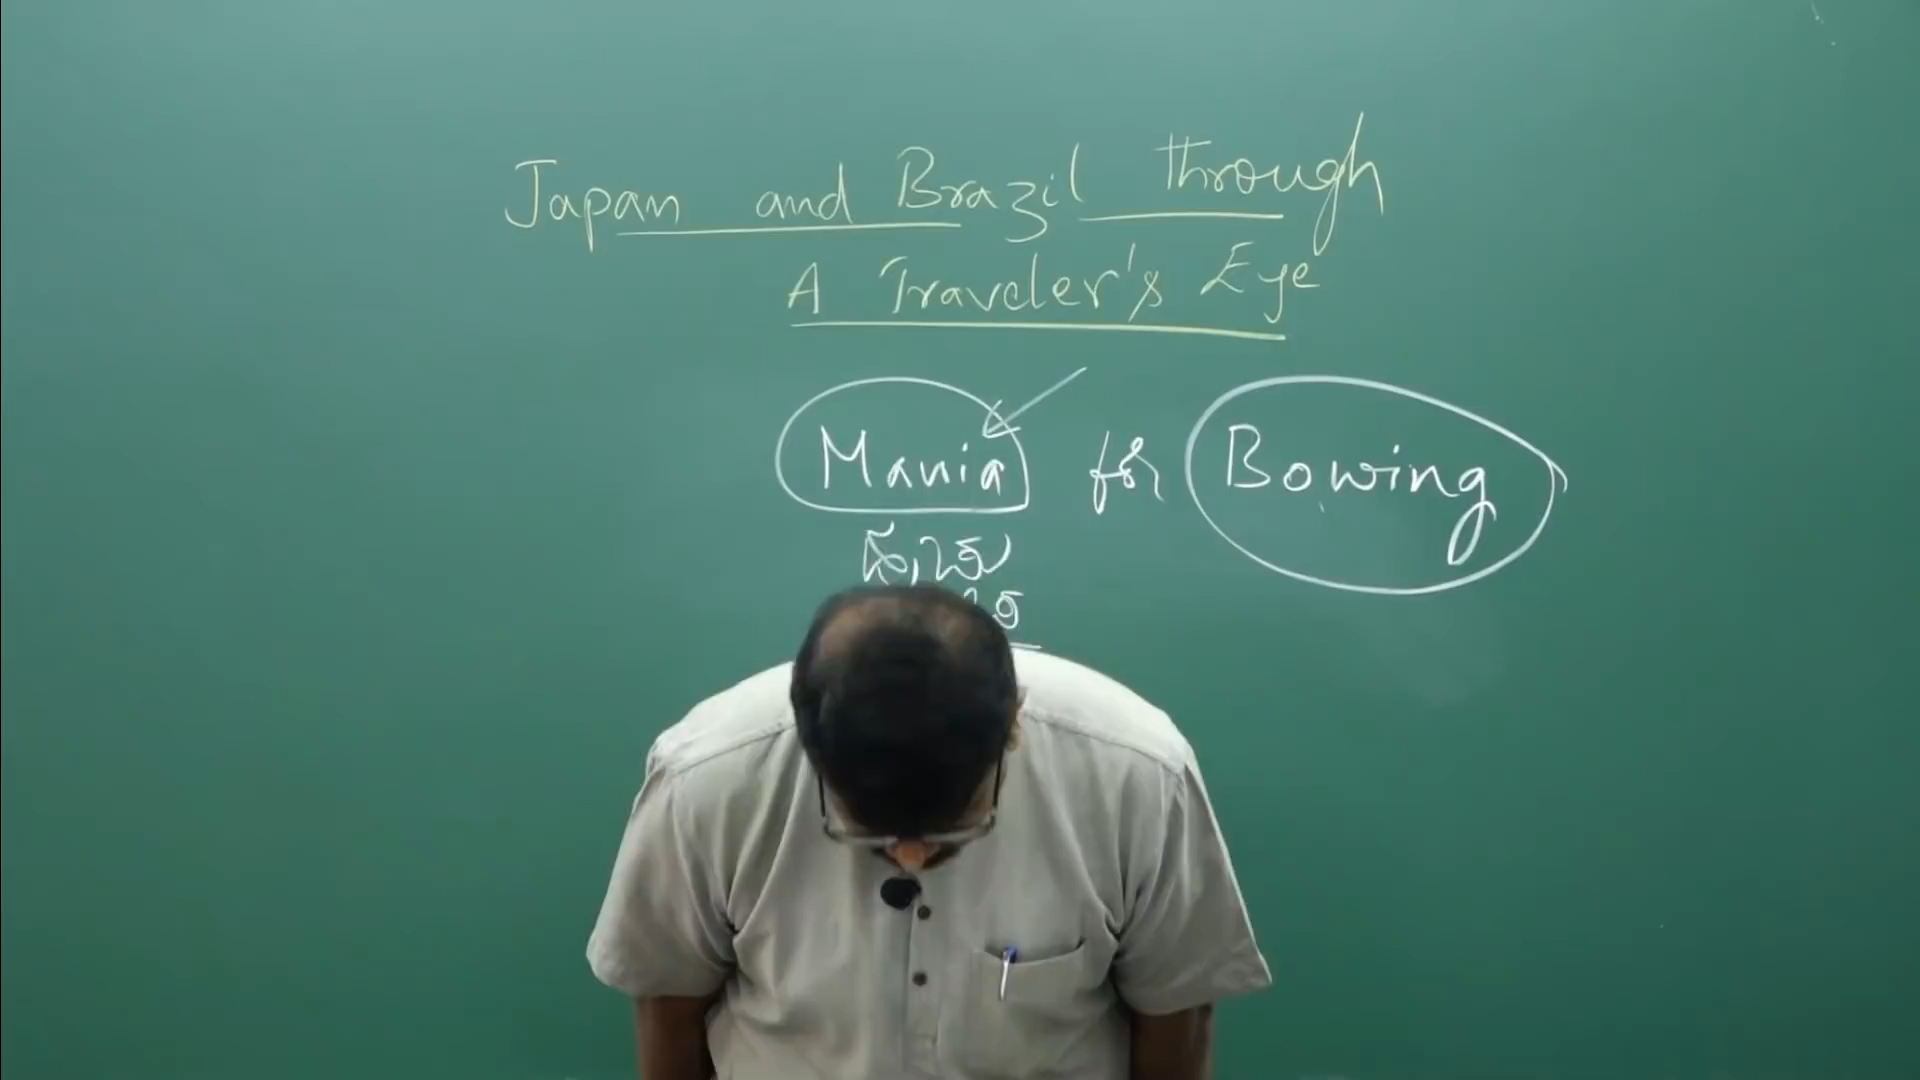 Japan and Brazil through
A Traveler's Eye
Mania for Bowing
ಹುಚ್ಚು